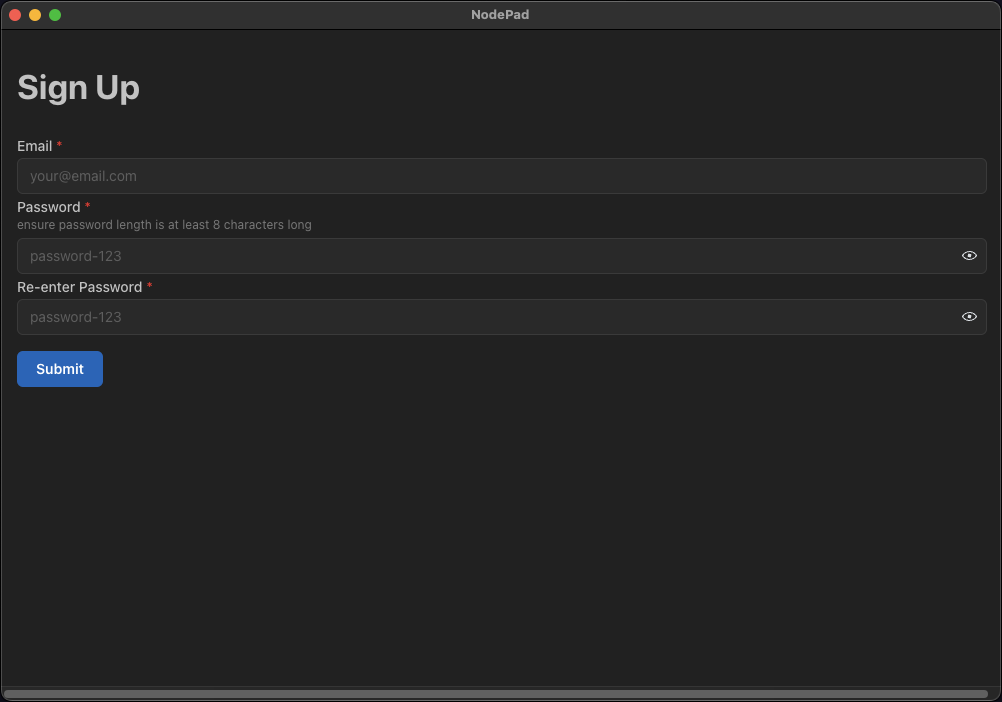 NodePad
Sign Up
Email *
your@email.com
Password *
ensure password length is at least 8 characters long
password-123
Re-enter Password *
password-123
Submit